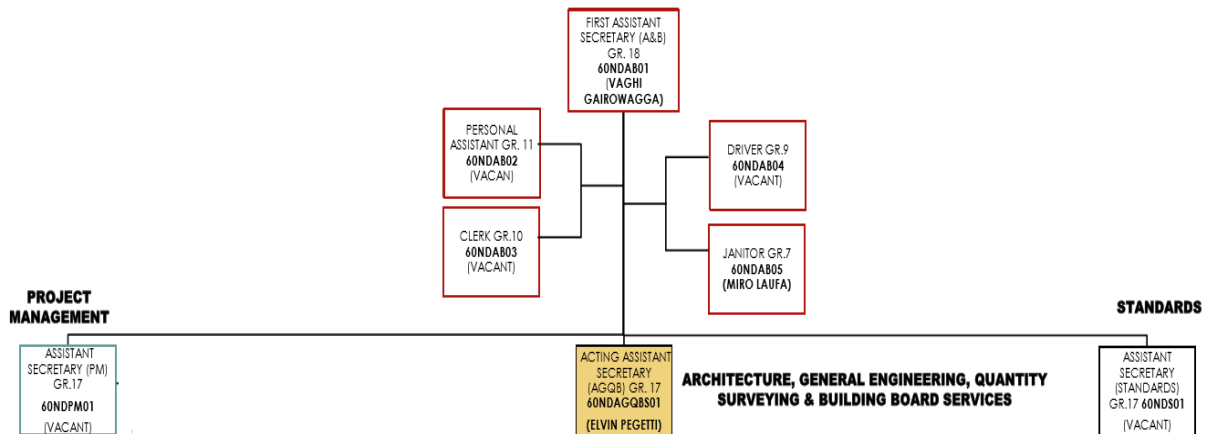 FIRST ASSISTANT
SECRETARY (A&B)
GR. 18
60NDAB01
(VAGHI
GAIROWAGGA)
PERSONAL
ASSISTANT GR. 11
60NDAB02
(VACAN)
DRIVER GR.9
60NDAB04
(VACANT)
CLERK GR.10
60NDAB03
(VACANT)
JANITOR GR.7
60NDAB05
(MIRO LAUFA)
PROJECT
MANAGEMENT
STANDARDS
ASSISTANT
SECRETARY (PM)
GR.17
60NDPM01
(VACANT)
ACTING ASSISTANT
SECRETARY
(AGQB) GR. 17
60NDAGQBS01
(ELVIN PEGETTI)
ARCHITECTURE, GENERAL ENGINEERING, QUANTITY
SURVEYING & BUILDING BOARD SERVICES
ASSISTANT
SECRETARY
(STANDARDS)
GR.17 60NDS01
(VACANT)